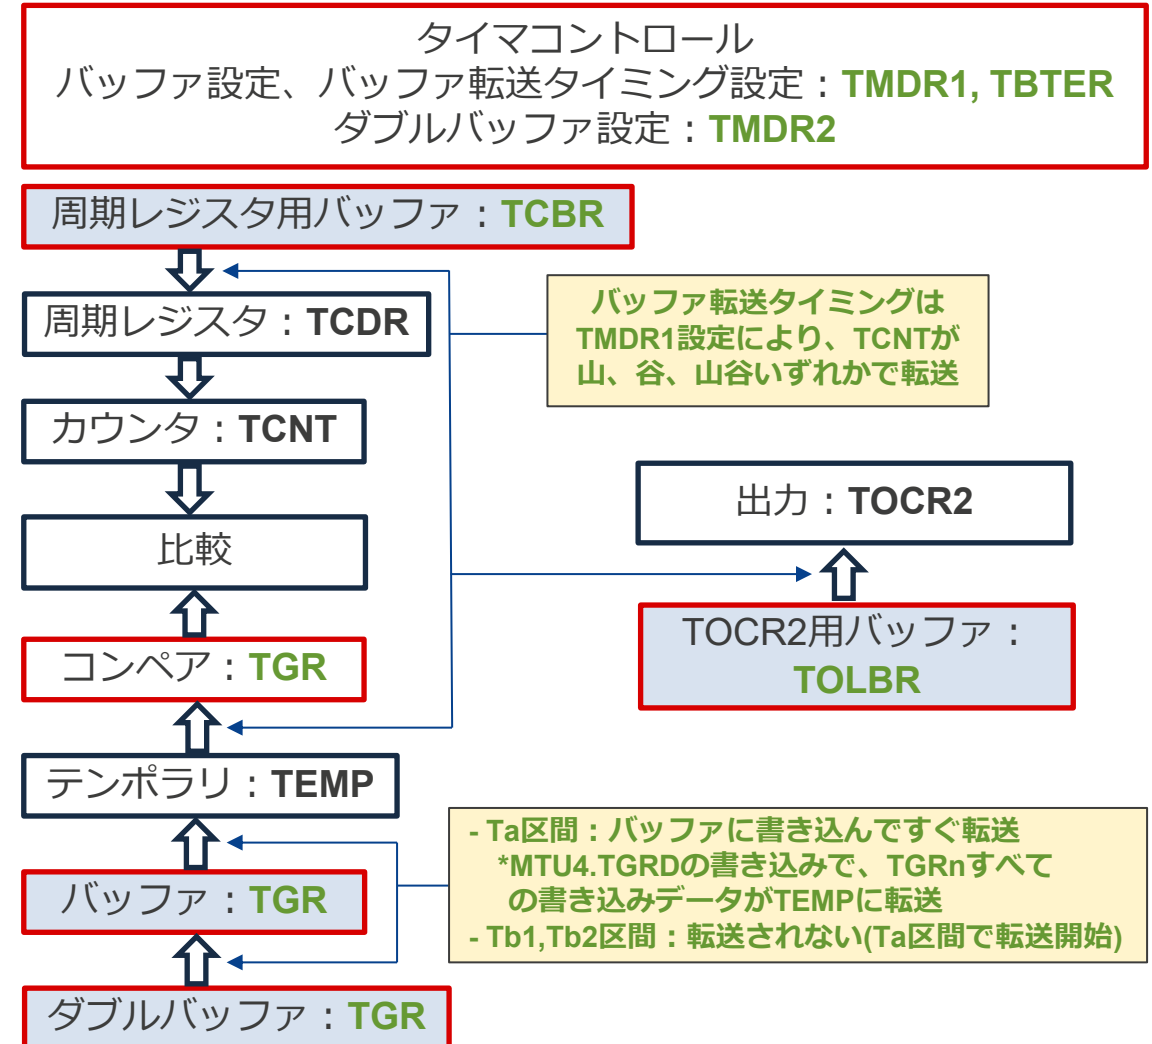 タイマコントロール
バッファ設定、バッファ転送タイミング設定：TMDR1, TBTER
ダブルバッファ設定：TMDR2
周期レジスタ用バッファ：TCBR
周期レジスタ：TCDR
バッファ転送タイミングは
TMDR1設定により、TCNTが
山、谷、山谷いずれかで転送
カウンタ：TCNT
出力：TOCR2
比較
TOCR2用バッファ：
TOLBR
コンペア：TGR
テンポラリ：TEMP
- Ta区間：バッファに書き込んですぐ転送
*MTU4.TGRDの書き込みで、TGRnすべて
の書き込みデータがTEMPに転送
- Tb1,Tb2区間：転送されない(Ta区間で転送開始)
バッファ：TGR
ダブルバッファ：TGR